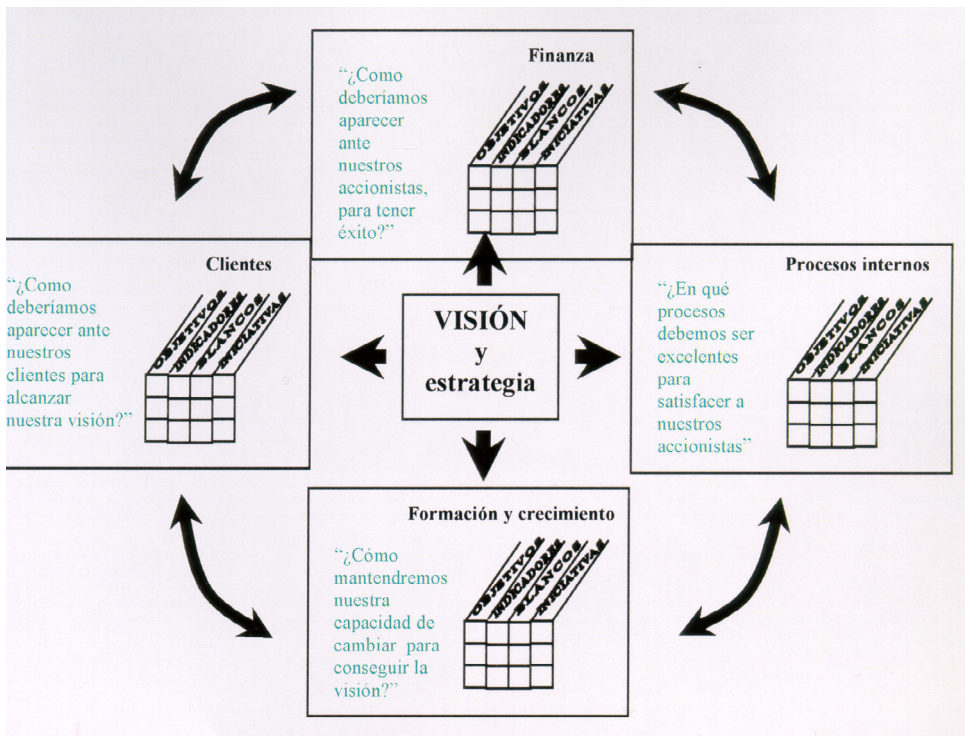 Finanza
“¿Como
deberíamos
aparecer
ante
nuestros
accionistas,
para tener
éxito?”
OBJETIVOS
INDICADORES
BLANCOS
INICIATIVAS
Clientes
“¿Como
deberíamos
aparecer ante
nuestros
clientes para
alcanzar
nuestra visión?”
OBJETIVOS
INDICADORES
BLANCOS
INICIATIVAS
VISIÓN
y
estrategia
Procesos internos
“¿En qué
procesos
debemos ser
excelentes
para
satisfacer a
nuestros
accionistas”
OBJETIVOS
INDICADORES
BLANCOS
INICIATIVAS
Formación y crecimiento
“¿Cómo
mantendremos
nuestra
capacidad de
cambiar para
conseguir la
visión?”
OBJETIVOS
INDICADORES
BLANCOS
INICIATIVAS